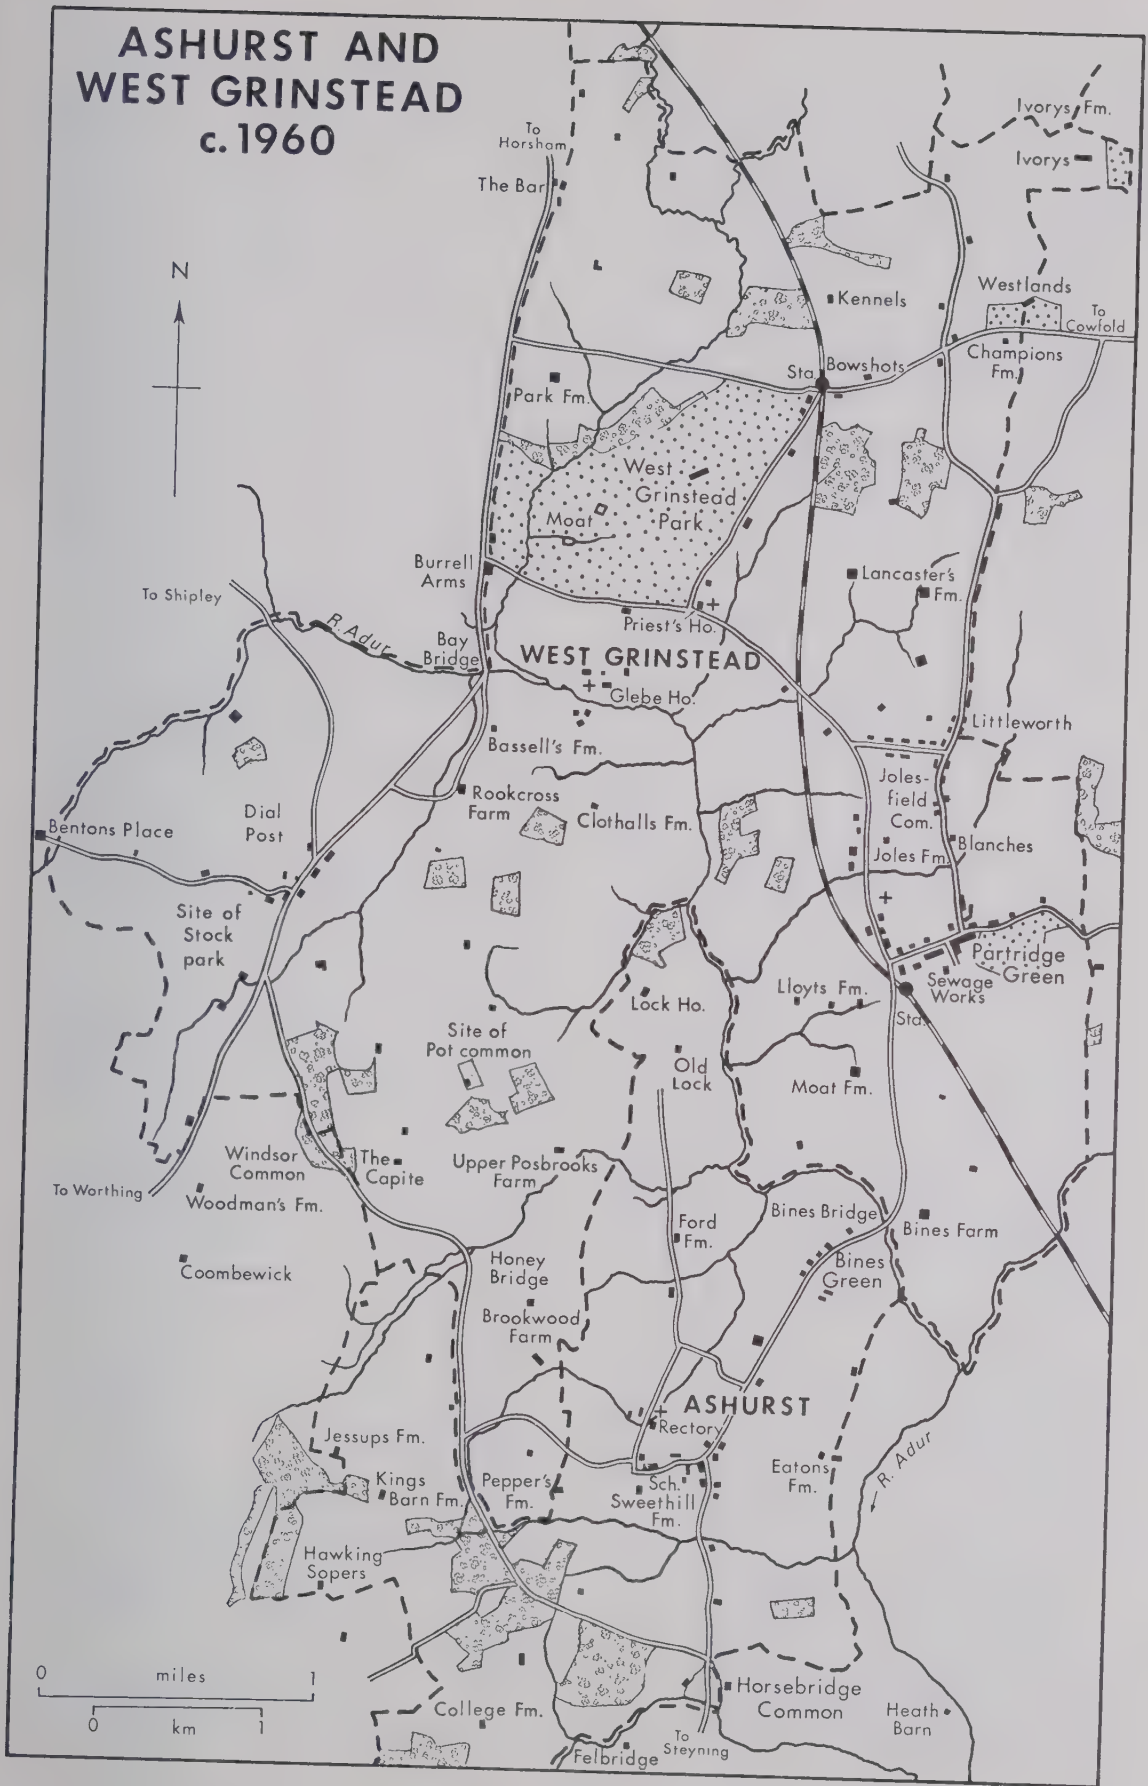 ASHURST AND
WEST GRINSTEAD
c. 1960
To
Horsham
The Bar
Ivorys Fm.
Ivorys
N
Kennels
Westlands
To
Cowfold
Sta.
Bowshots
Champions
Fm.
Park Fm.
West
Grinstead
Park
Moat
Burrell
Arms
To Shipley
Lancaster's
Fm.
R. Adur
Bay
Bridge
Priest's Ho.
WEST GRINSTEAD
Glebe Ho.
Littleworth
Bassell's Fm.
Rookcross
Farm
Clothalls Fm.
Joles-
field
Com.
Bentons Place
Dial
Post
Joles Fm.
Blanches
Site of
Stock
park
Partridge
Green
Sewage
Works
Lloyts Fm.
Lock Ho.
Sta.
Site of
Pot common
Old
Lock
Moat Fm.
Windsor
Common
The
Capite
Upper Posbrooks
Farm
To Worthing
Woodman's Fm.
Ford
Fm.
Bines Bridge
Bines Farm
Coombewick
Honey
Bridge
Bines
Green
Brookwood
Farm
ASHURST
Rectory
Jessups Fm.
R. Adur
Kings
Barn Fm.
Pepper's
Fm.
Sch.
Sweethill
Fm.
Eatons
Fm.
Hawking
Sopers
0 miles 1
0 km 1
College Fm.
Horsebridge
Common
Heath
Barn
Felbridge
To
Steyning